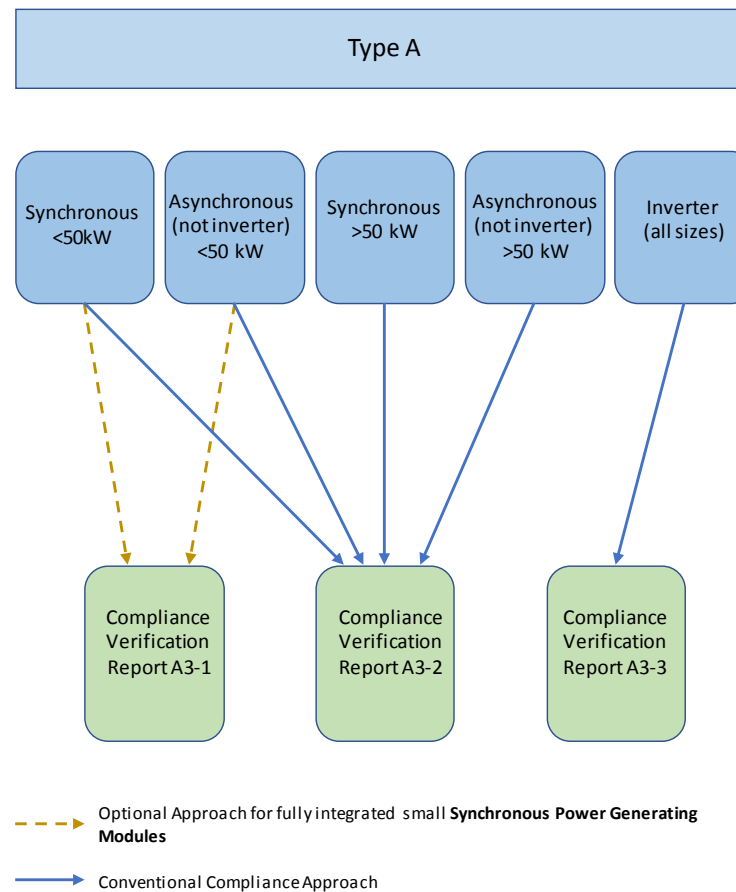 Type A
Synchronous
<50kW
Asynchronous
(not inverter)
<50 kW
Synchronous
>50 kW
Asynchronous
(not inverter)
>50 kW
Inverter
(all sizes)
Compliance
Verification
Report A3-1
Compliance
Verification
Report A3-2
Compliance
Verification
Report A3-3
Optional Approach for fully integrated small Synchronous Power Generating
Modules
Conventional Compliance Approach